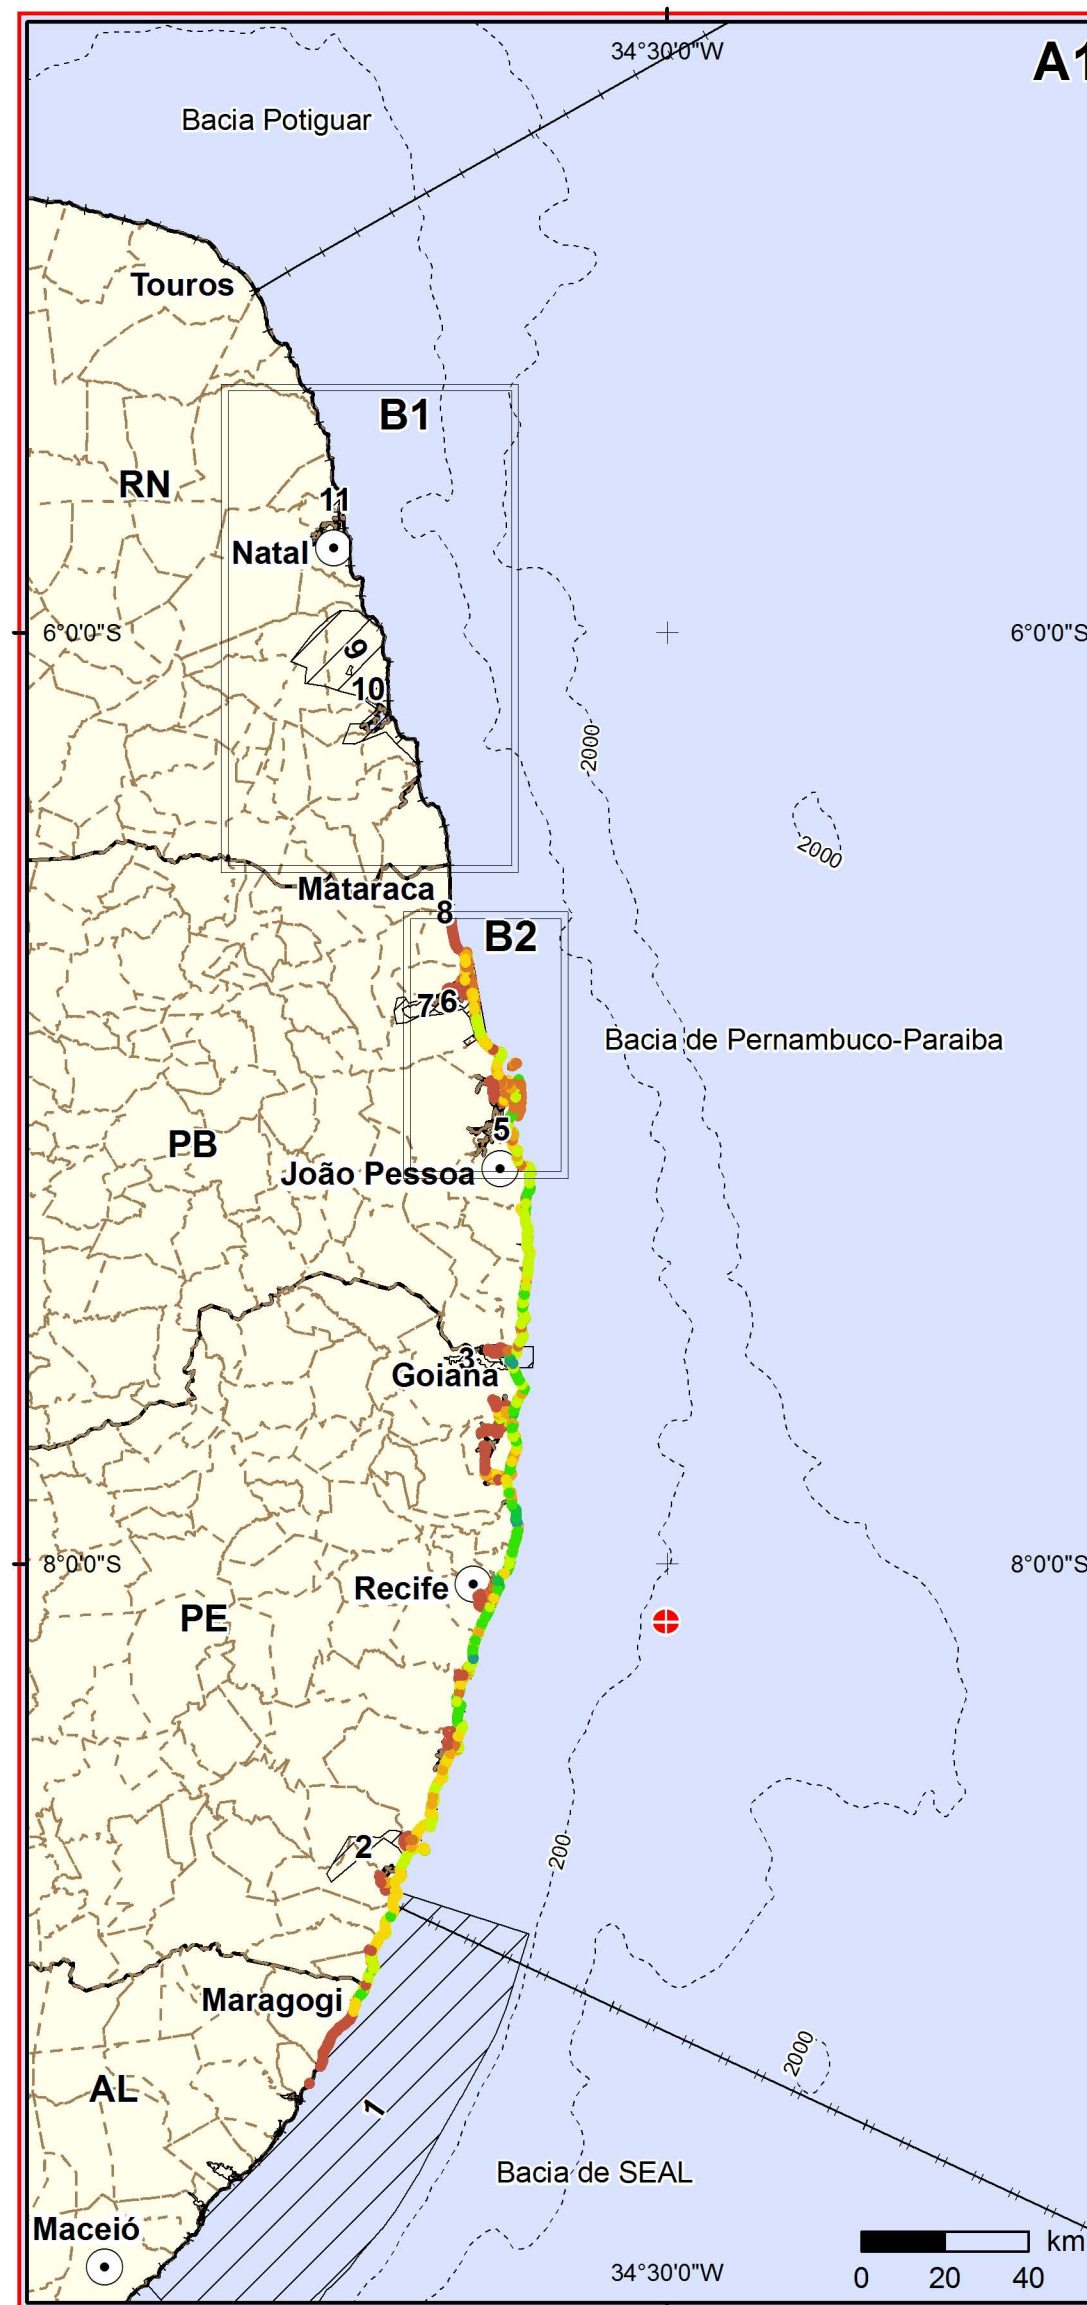 34°30'0"W
A1
Bacia Potiguar
Touros
B1
RN
11
Natal
6°0'0"S
6°0'0"S
9
10
2000
2000
Mataraca
8
B2
7
6
Bacia de Pernambuco-Paraiba
5
PB
João Pessoa
3
Goiana
8°0'0"S
8°0'0"S
Recife
PE
2
200
Maragogi
2000
AL
1
Bacia de SEAL
Maceió
34°30'0"W
km
0 20 40